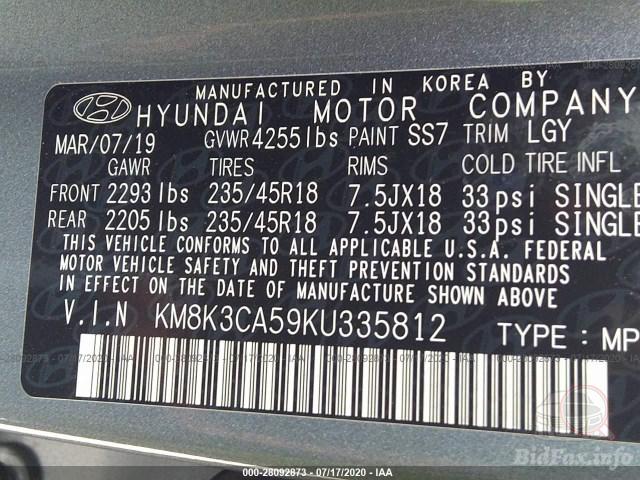 MANUFACTURED IN KOREA BY
HYUNDAI MOTOR COMPANY
MAR/07/19 GVWR 4255lbs PAINT SS7 TRIM LGY
GAWR TIRES RIMS COLD TIRE INFL
FRONT 2293lbs 235/45R18 7.5JX18 33psi SINGLE
REAR 2205lbs 235/45R18 7.5JX18 33psi SINGLE
THIS VEHICLE CONFORMS TO ALL APPLICABLE U.S.A. FEDERAL
MOTOR VEHICLE SAFETY AND THEFT PREVENTION STANDARDS
IN EFFECT ON THE DATE OF MANUFACTURE SHOWN ABOVE
V.I.N KM8K3CA59KU335812 TYPE : MP
000-28092873 - 07/17/2020 - IAA
BidFax.info